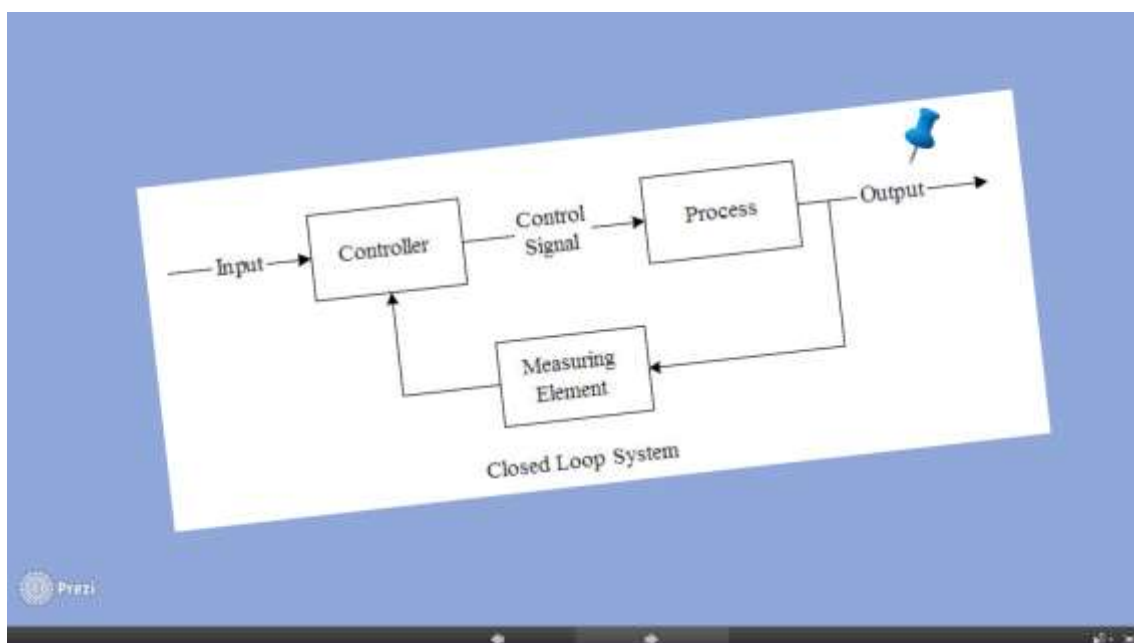 Input
Controller
Control
Signal
Process
Output
Measuring
Element
Closed Loop System
Prezi